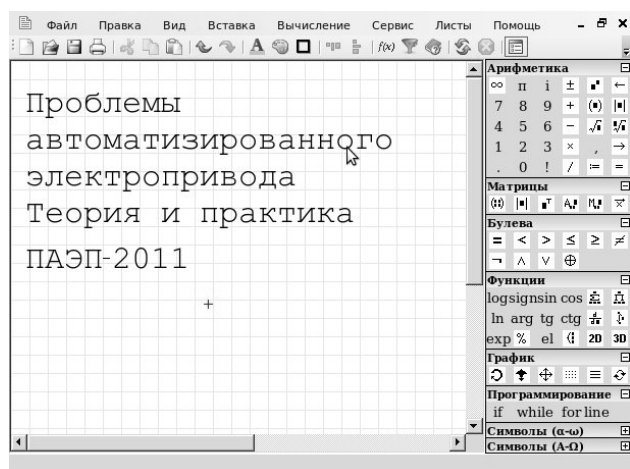 Файл Правка Вид Вставка Вычисление Сервис Листы Помощь
f(x)
Проблемы
автоматизированного
электропривода
Теория и практика
ПАЭП-2011
Арифметика
∞ π i ± ←
7 8 9 + (■) |■|
4 5 6 −
1 2 3 × , →
. 0 ! / := =
Матрицы
Булева
= < > ≤ ≥ ≠
¬ ∧ ∨ ⊕
Функции
log sign sin cos
ln arg tg ctg
exp % el 2D 3D
График
Программирование
if while for line
Символы (α-ω)
Символы (Α-Ω)